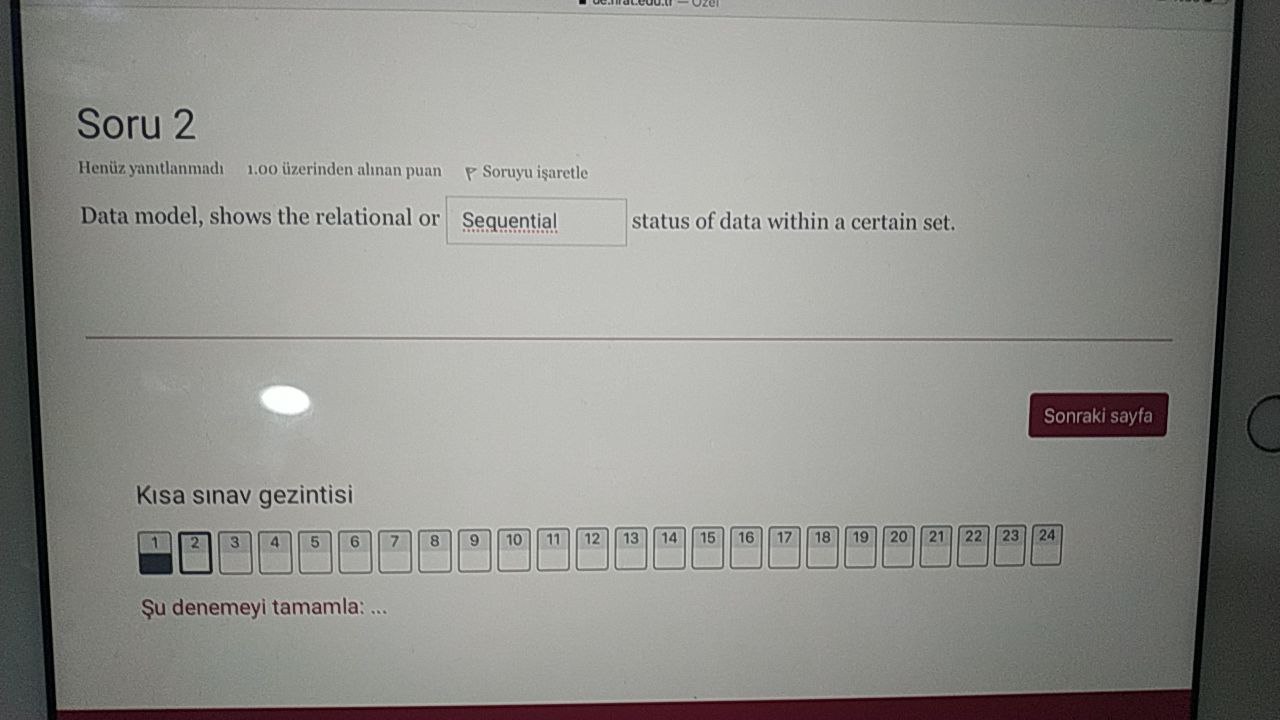 — Özel
Soru 2
Henüz yanıtlanmadı 1.00 üzerinden alınan puan Soruyu işaretle
Data model, shows the relational or Sequential status of data within a certain set.
Sonraki sayfa
Kısa sınav gezintisi
1 2 3 4 5 6 7 8 9 10 11 12 13 14 15 16 17 18 19 20 21 22 23 24
Şu denemeyi tamamla: ...